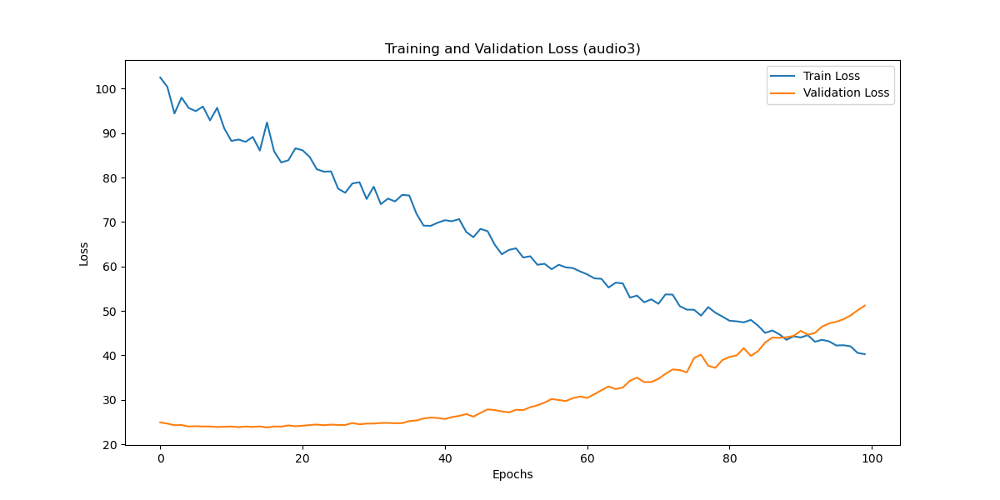 Training and Validation Loss (audio3)
Train Loss
Validation Loss
Loss
100
90
80
70
60
50
40
30
20
0 20 40 60 80 100
Epochs